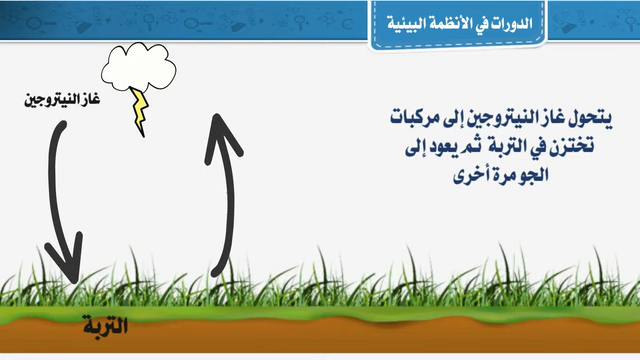 الدورات في الأنظمة البيئية
غاز النيتروجين
يتحول غاز النيتروجين إلى مركبات
تختزن في التربة ثم يعود إلى
الجو مرة أخرى
التربة